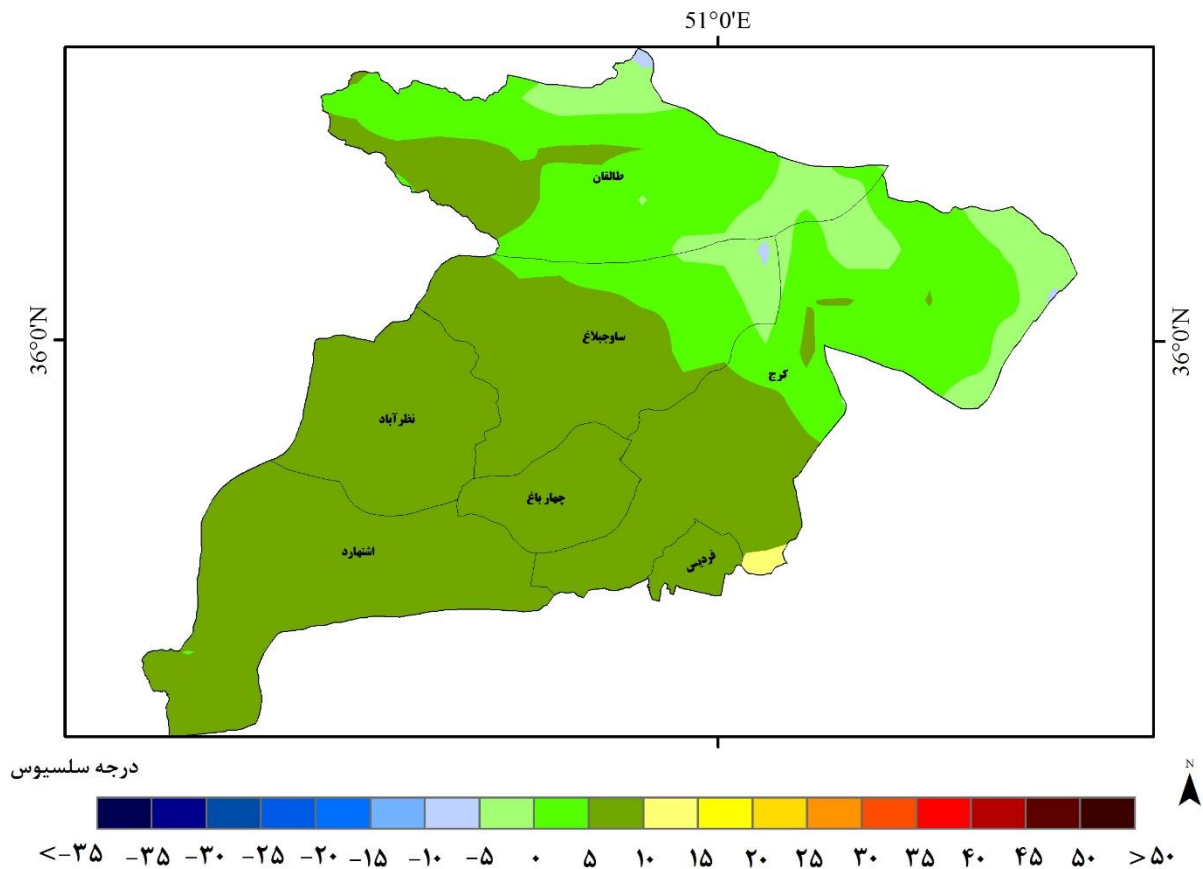 51°0'E
طالقان
36°0'N
36°0'N
ساوجبلاغ
کرج
نظرآباد
چهارباغ
اشتهارد
فردیس
درجه سلسیوس
N
<-۳۵ -۳۵ -۳۰ -۲۵ -۲۰ -۱۵ -۱۰ -۵ ۰ ۵ ۱۰ ۱۵ ۲۰ ۲۵ ۳۰ ۳۵ ۴۰ ۴۵ ۵۰ >۵۰